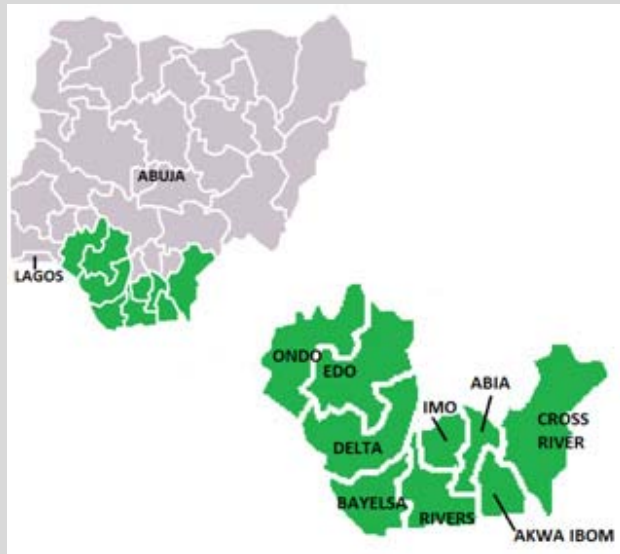 ABUJA
LAGOS
ONDO
EDO
ABIA
IMO
CROSS
RIVER
DELTA
BAYELSA
RIVERS
AKWA IBOM